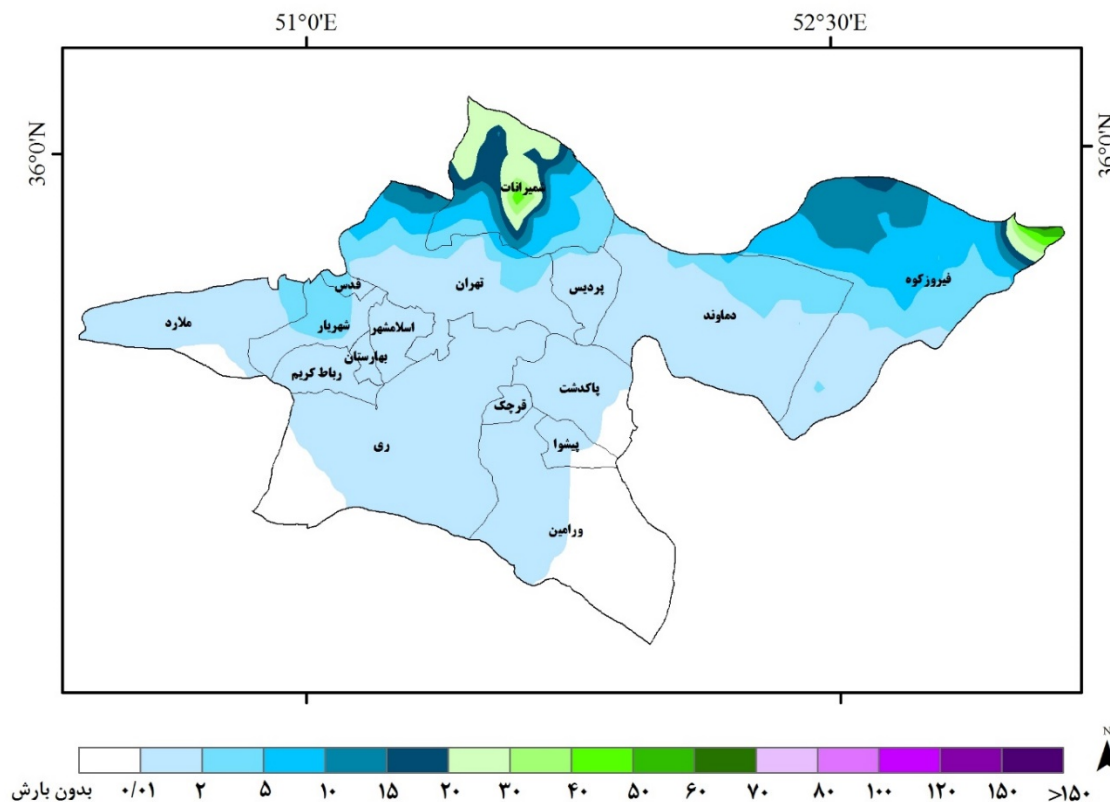 51°0'E 52°30'E
36°0'N 36°0'N
شمیرانات
فیروزکوه
قدس تهران پردیس
ملارد شهریار اسلامشهر دماوند
بهارستان
رباط کریم پاکدشت
قرچک
ری پیشوا
ورامین
N
بدون بارش ۰/۰۱ ۲ ۵ ۱۰ ۱۵ ۲۰ ۳۰ ۴۰ ۵۰ ۶۰ ۷۰ ۸۰ ۱۰۰ ۱۲۰ ۱۵۰ >۱۵۰